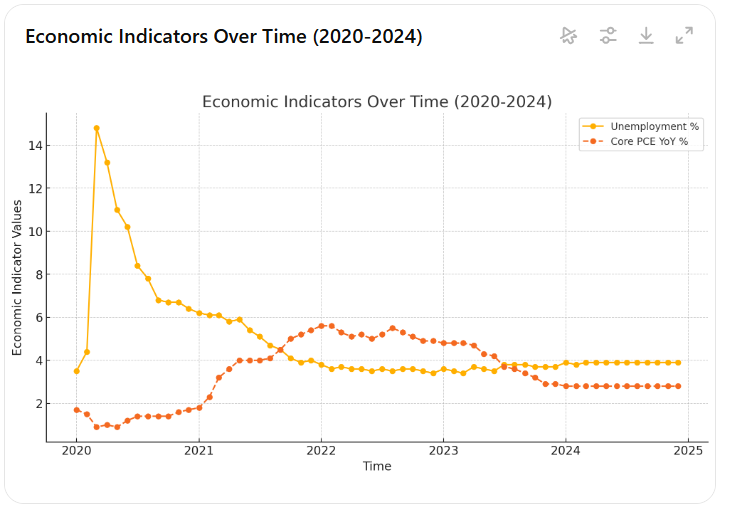 Economic Indicators Over Time (2020-2024)
Economic Indicators Over Time (2020-2024)
Unemployment %
Core PCE YoY %
14
12
10
8
6
4
2
Economic Indicator Values
2020 2021 2022 2023 2024 2025
Time